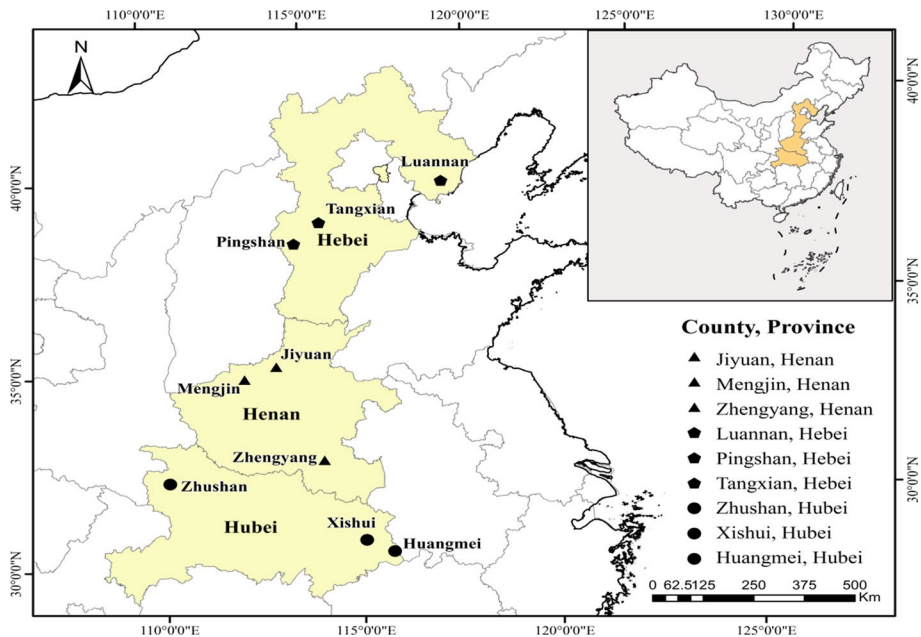 110°0'0"E 115°0'0"E 120°0'0"E 125°0'0"E 130°0'0"E
N
40°0'0"N
40°0'0"N
Luannan
Tangxian
Pingshan
Hebei
35°0'0"N
County, Province
Jiyuan
Jiyuan, Henan
35°0'0"N
Mengjin
Mengjin, Henan
Henan
Zhengyang, Henan
Luannan, Hebei
Zhengyang
Pingshan, Hebei
Tangxian, Hebei
30°0'0"N
Zhushan
Zhushan, Hubei
Hubei
Xishui
Xishui, Hubei
Huangmei
Huangmei, Hubei
30°0'0"N
0 62.5125 250 375 500
Km
110°0'0"E 115°0'0"E 120°0'0"E 125°0'0"E